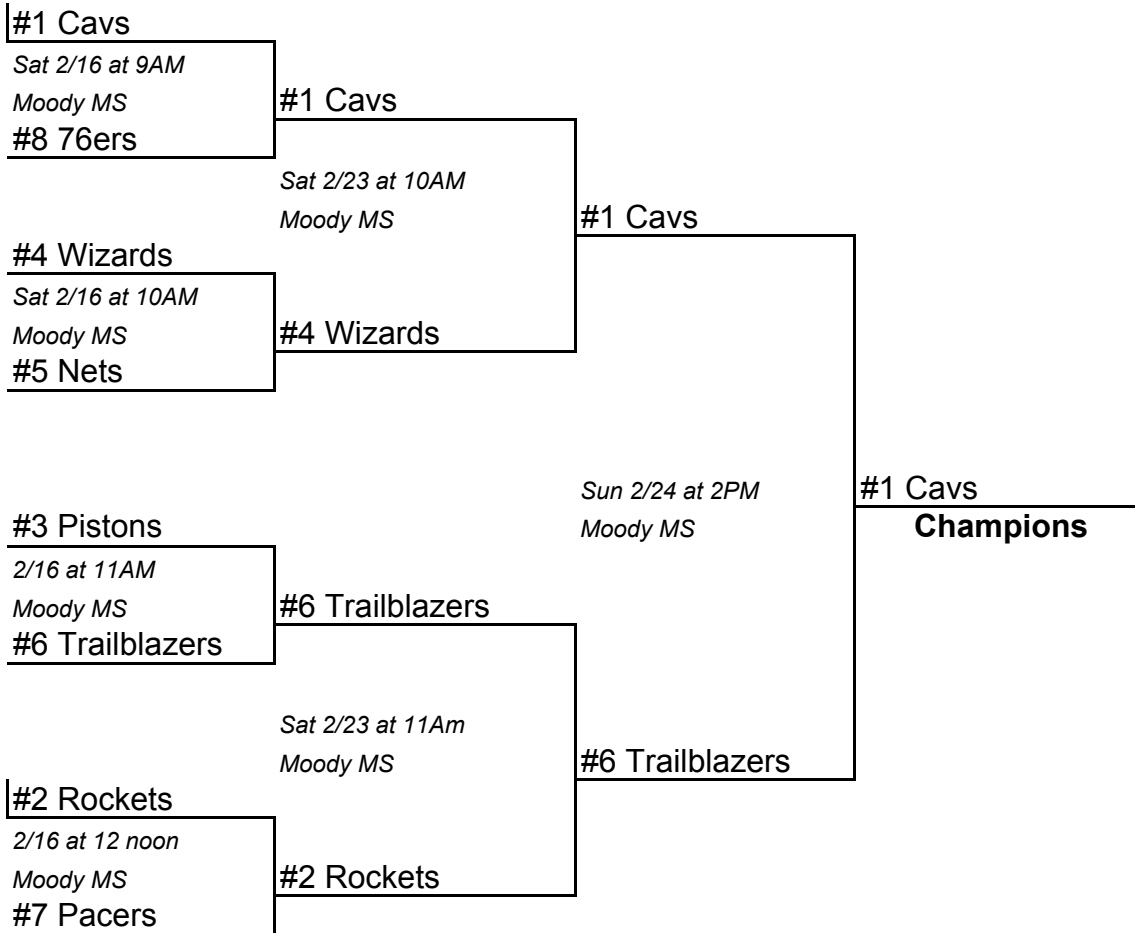 #1 Cavs
Sat 2/16 at 9AM
Moody MS
#8 76ers
#1 Cavs
Sat 2/23 at 10AM
Moody MS
#1 Cavs
#4 Wizards
Sat 2/16 at 10AM
Moody MS
#5 Nets
#4 Wizards
Sun 2/24 at 2PM
Moody MS
#1 Cavs
Champions
#3 Pistons
2/16 at 11AM
Moody MS
#6 Trailblazers
#6 Trailblazers
Sat 2/23 at 11Am
Moody MS
#6 Trailblazers
#2 Rockets
2/16 at 12 noon
Moody MS
#7 Pacers
#2 Rockets